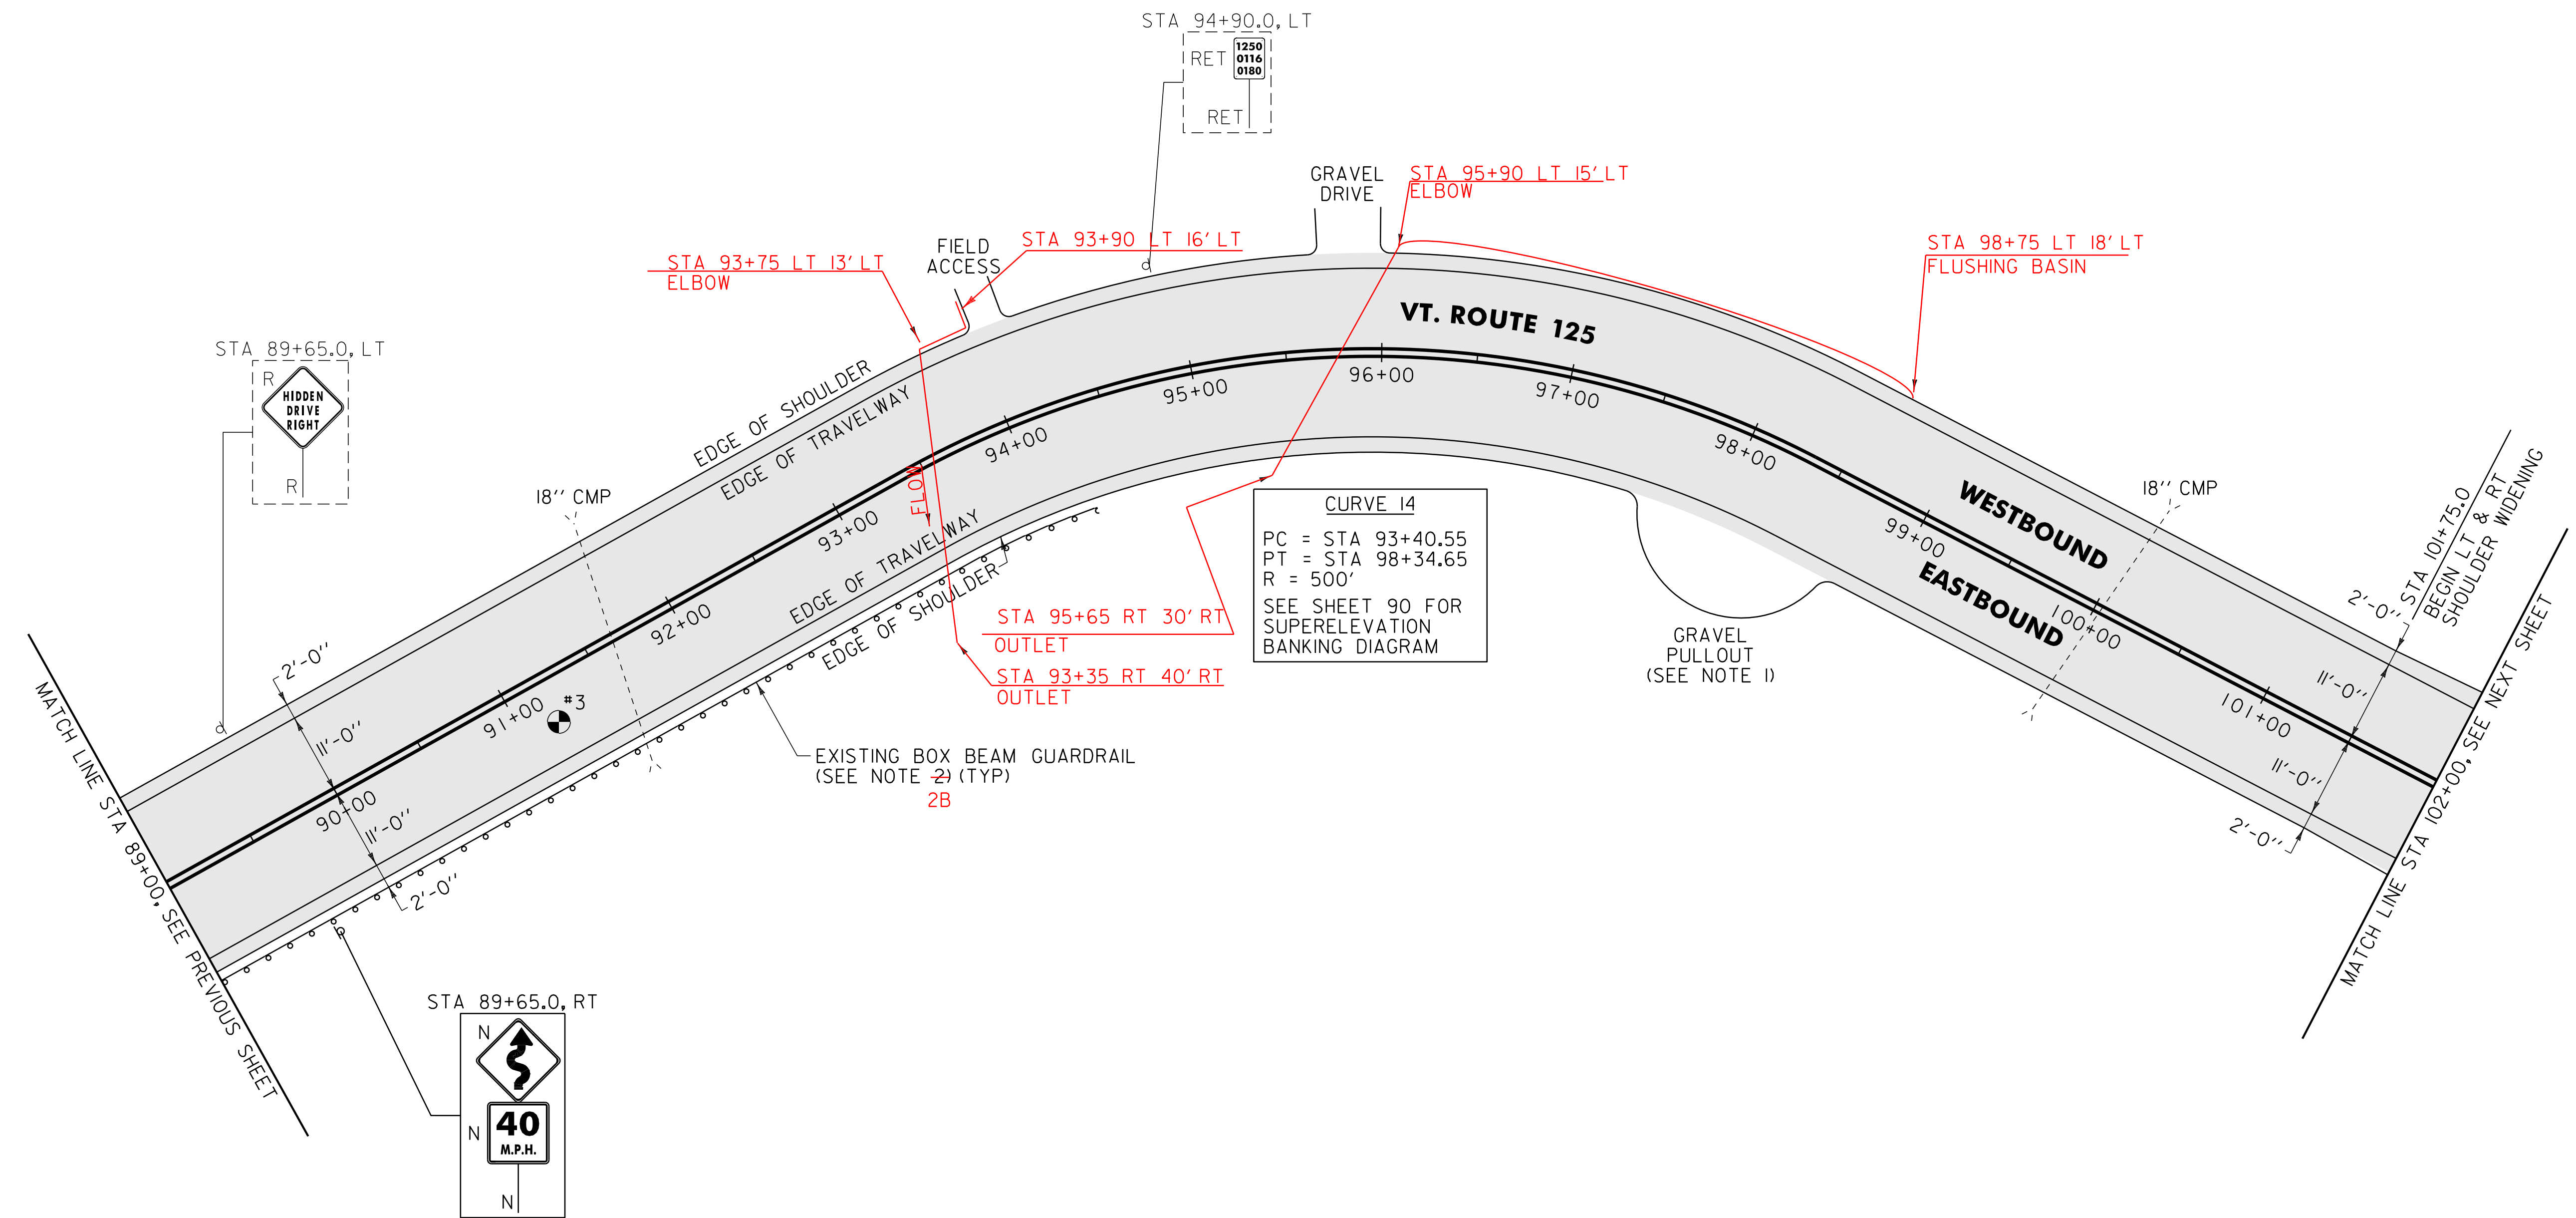 STA 94+90.0, LT
RET
1250
0116
0180
RET
GRAVEL
DRIVE
STA 95+90 LT 15' LT
ELBOW
FIELD
ACCESS
STA 93+90 LT 16' LT
STA 93+75 LT 13' LT
ELBOW
STA 98+75 LT 18' LT
FLUSHING BASIN
STA 89+65.0, LT
R
HIDDEN
DRIVE
RIGHT
R
VT. ROUTE 125
EDGE OF SHOULDER
EDGE OF TRAVELWAY
90+00
91+00
92+00
93+00
94+00
95+00
96+00
97+00
98+00
99+00
100+00
101+00
FLOW
18'' CMP
18'' CMP
WESTBOUND
EASTBOUND
EDGE OF TRAVELWAY
EDGE OF SHOULDER
CURVE 14
PC = STA 93+40.55
PT = STA 98+34.65
R = 500'
SEE SHEET 90 FOR
SUPERELEVATION
BANKING DIAGRAM
STA 95+65 RT 30' RT
OUTLET
STA 93+35 RT 40' RT
OUTLET
GRAVEL
PULLOUT
(SEE NOTE 1)
STA 101+75.0
BEGIN LT & RT
SHOULDER WIDENING
2'-0''
11'-0''
11'-0''
2'-0''
2'-0''
11'-0''
11'-0''
2'-0''
#3
EXISTING BOX BEAM GUARDRAIL
(SEE NOTE 2) (TYP)
2B
MATCH LINE STA 89+00, SEE PREVIOUS SHEET
MATCH LINE STA 102+00, SEE NEXT SHEET
STA 89+65.0, RT
N
N
40
M.P.H.
N